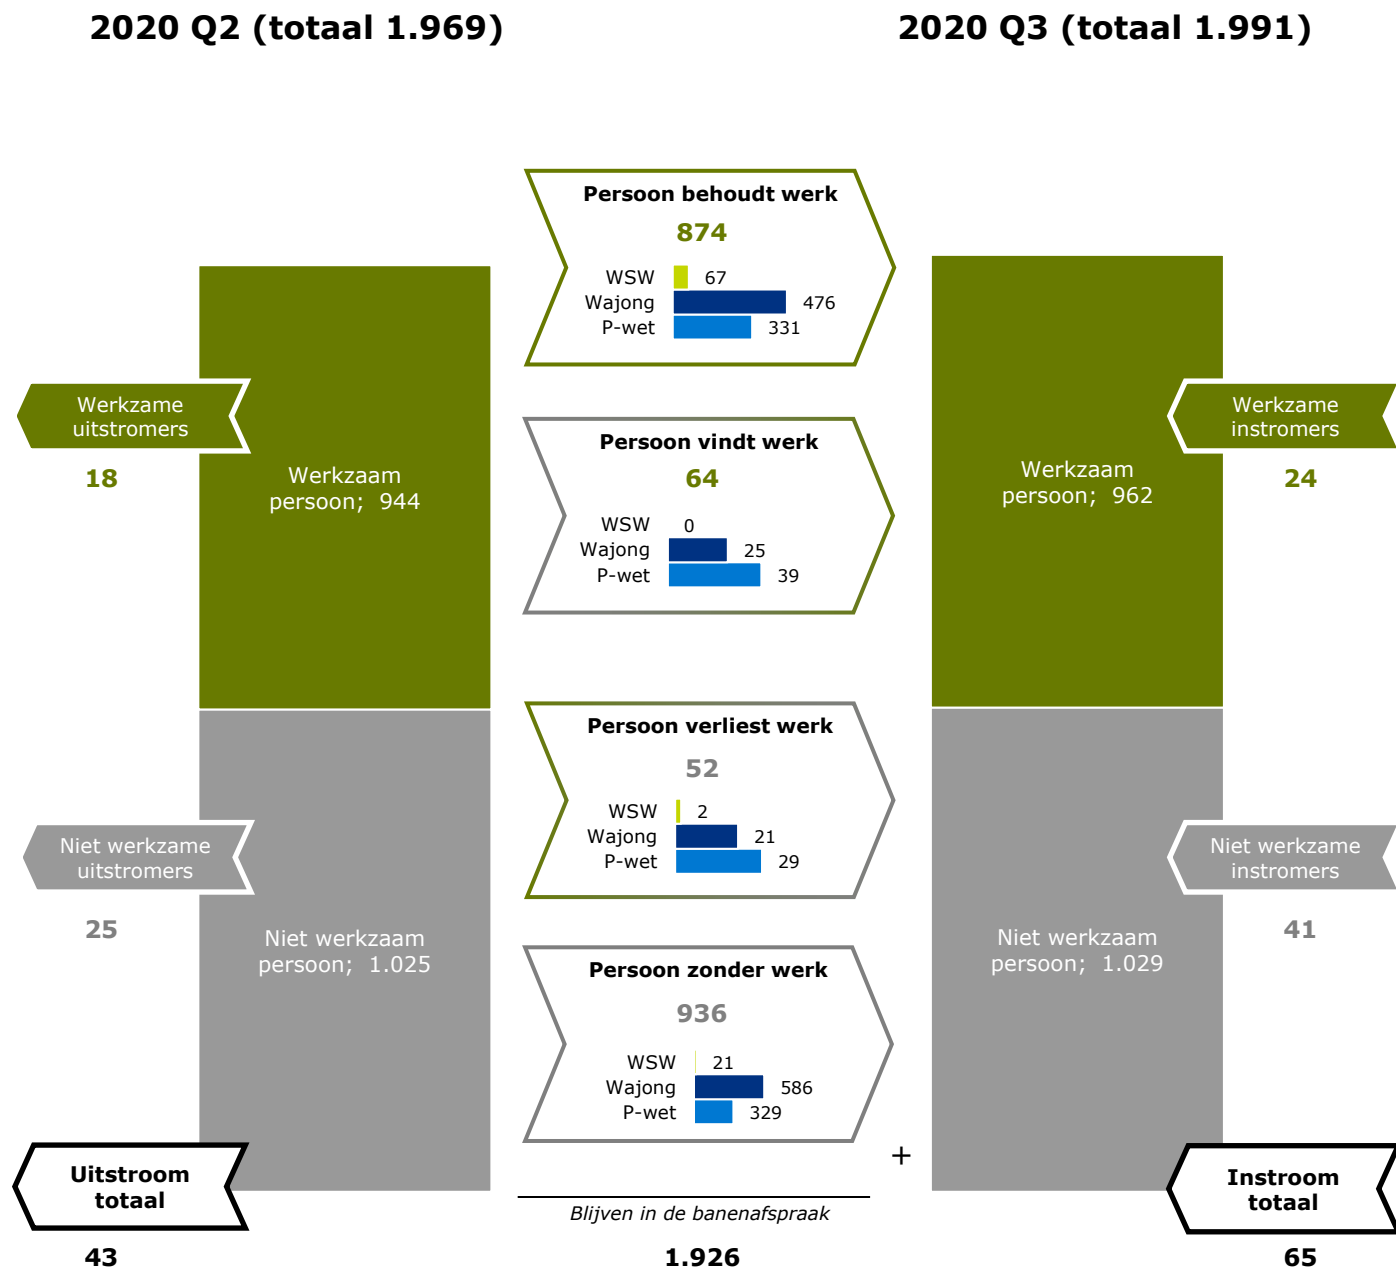 2020 Q2 (totaal 1.969)
2020 Q3 (totaal 1.991)
Persoon behoudt werk
874
WSW 67
Wajong 476
P-wet 331
Werkzame
uitstromers
18
Werkzaam
persoon; 944
Persoon vindt werk
64
WSW 0
Wajong 25
P-wet 39
Werkzaam
persoon; 962
Werkzame
instromers
24
Persoon verliest werk
52
WSW 2
Wajong 21
P-wet 29
Niet werkzame
uitstromers
25
Niet werkzaam
persoon; 1.025
Persoon zonder werk
936
WSW 21
Wajong 586
P-wet 329
Niet werkzaam
persoon; 1.029
Niet werkzame
instromers
41
Uitstroom
totaal
43
+
Blijven in de banenafspraak
1.926
Instroom
totaal
65